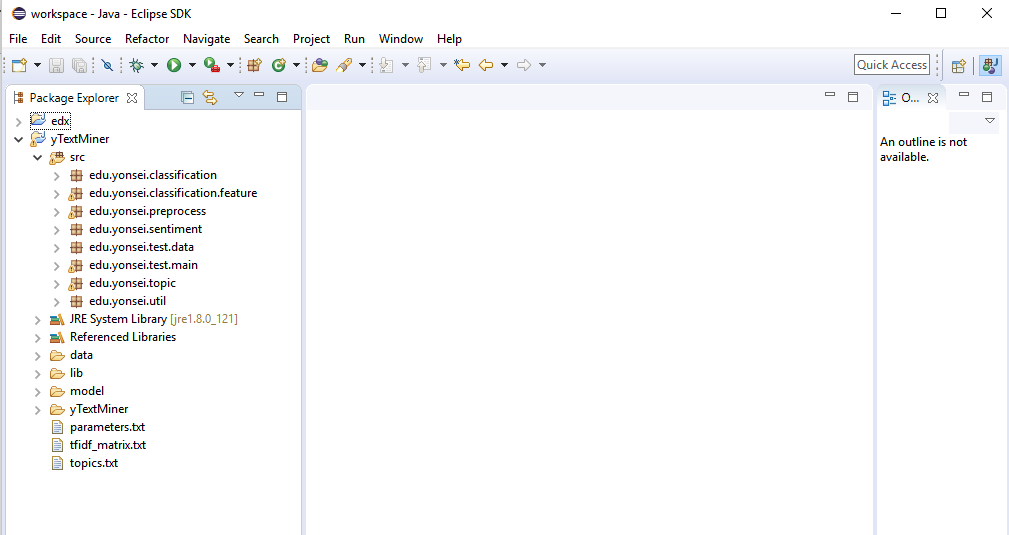 workspace - Java - Eclipse SDK
File Edit Source Refactor Navigate Search Project Run Window Help
Quick Access
Package Explorer
O...
edx
An outline is not
available.
yTextMiner
src
edu.yonsei.classification
edu.yonsei.classification.feature
edu.yonsei.preprocess
edu.yonsei.sentiment
edu.yonsei.test.data
edu.yonsei.test.main
edu.yonsei.topic
edu.yonsei.util
JRE System Library [jre1.8.0_121]
Referenced Libraries
data
lib
model
yTextMiner
parameters.txt
tfidf_matrix.txt
topics.txt